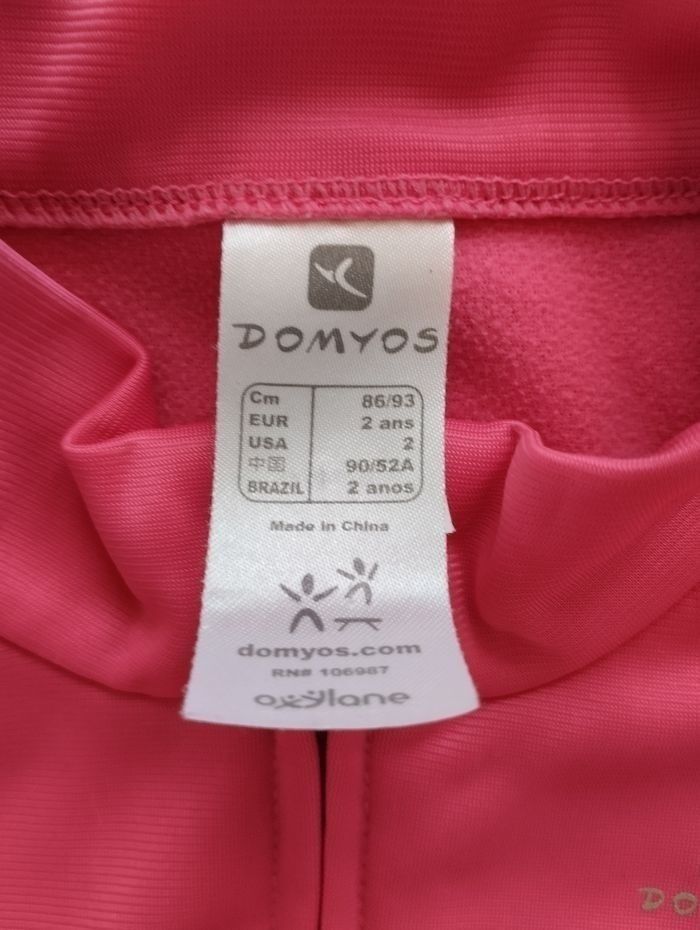 DOMYOS
Cm 86/93
EUR 2 ans
USA 2
中国 90/52A
BRAZIL 2 anos
Made in China
domyos.com
RN# 106987
oxylane
DO